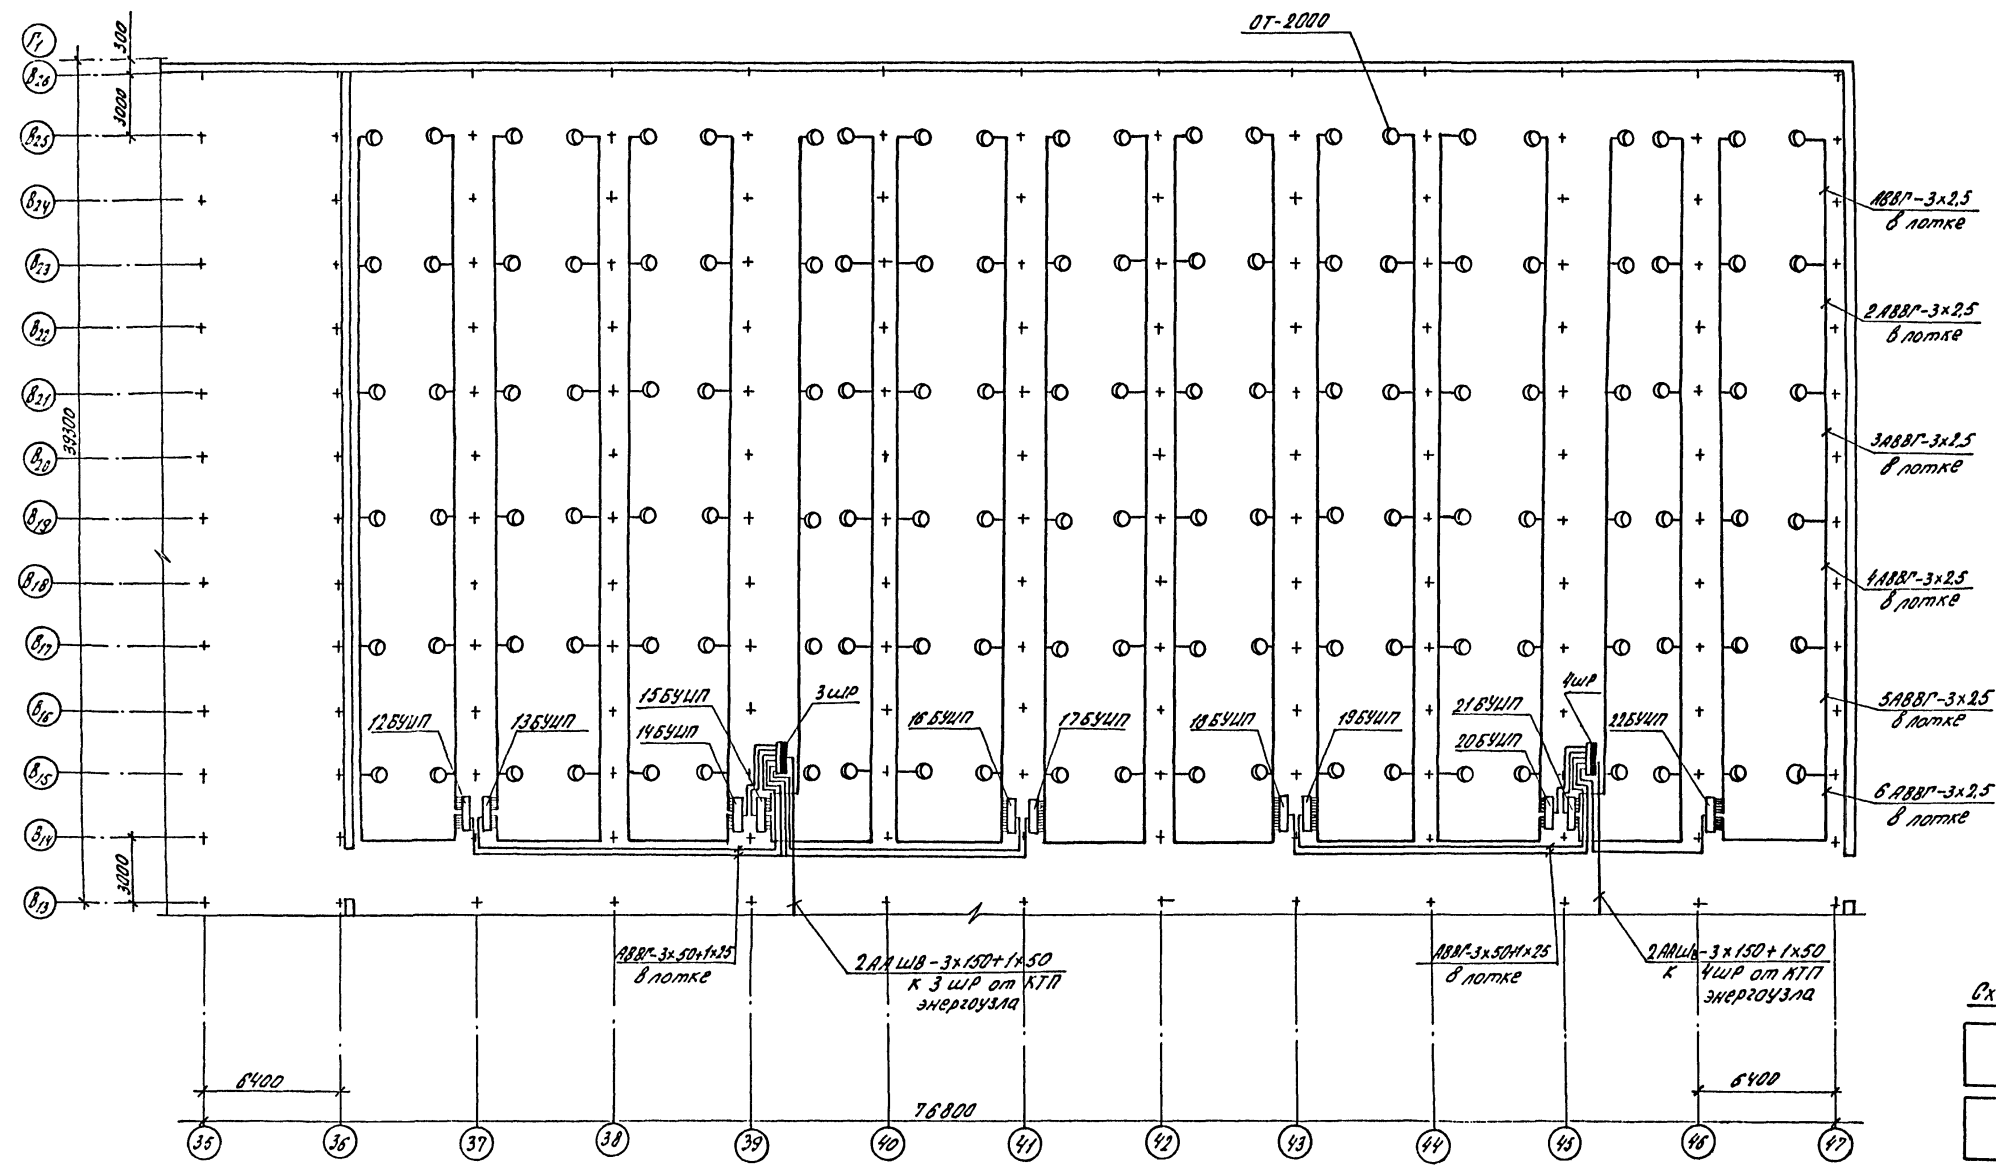 ОТ-2000
Г1
300
В26
3000
В25
В24
АВВГ-3×2,5
в лотке
В23
В22
2АВВГ-3×2,5
в лотке
В21
39300
В20
3АВВГ-3×2,5
в лотке
В19
В18
4АВВГ-3×2,5
в лотке
В17
В16
5АВВГ-3×2,5
в лотке
15БУЦП
3ШР
4ШР
12БУЦП
13БУЦП
14БУЦП
16БУЦП
17БУЦП
18БУЦП
19БУЦП
21БУЦП
20БУЦП
22БУЦП
В15
6АВВГ-3×2,5
в лотке
В14
3000
В13
АВВГ-3×50+1×25
в лотке
2ААШВ-3×150+1×50
к 3ШР от КТП
энергоузла
АВВГ-3×50+1×25
в лотке
2ААШв-3×150+1×50
к 4ШР от КТП
энергоузла
Сх
6400
6400
76800
35 36 37 38 39 40 41 42 43 44 45 46 47